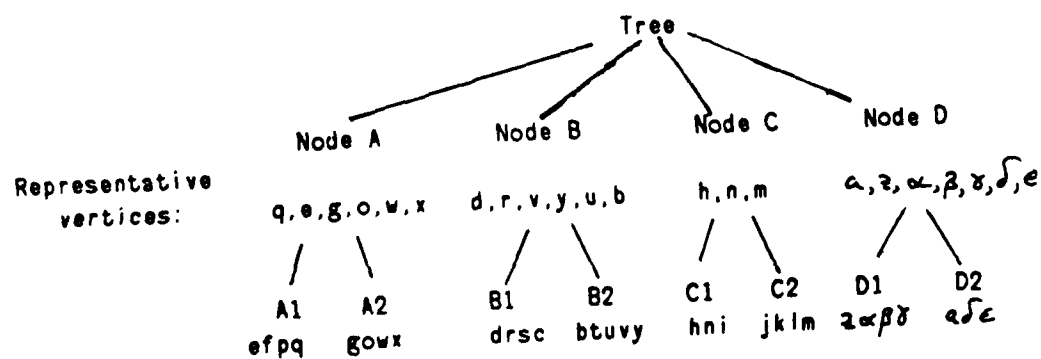 Tree
Node A Node B Node C Node D
Representative vertices:
q,e,g,o,w,x d,r,v,y,u,b h,n,m a,z,α,β,γ,δ,e
A1 A2 B1 B2 C1 C2 D1 D2
efpq gowx drsc btuvy hni jklm zαβγ aδε